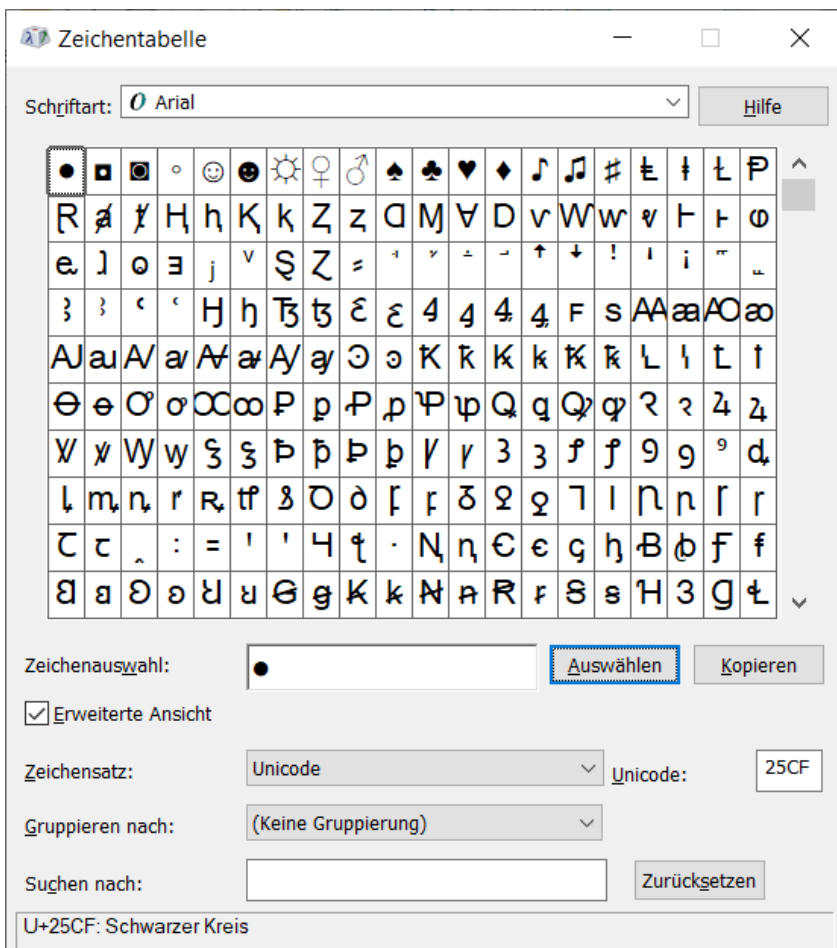 Zeichentabelle
Schriftart: O Arial Hilfe
● ◘ ◙ ◦ ☺ ☻ ☼ ♀ ♂ ♠ ♣ ♥ ♦ ♪ ♫ ♯ Ⱡ ⱡ Ɫ Ᵽ
Ɽ ⱥ ⱦ Ⱨ ⱨ Ⱪ ⱪ Ⱬ ⱬ Ɑ Ɱ Ɐ Ɒ ⱱ Ⱳ ⱳ ⱴ Ⱶ ⱶ ⱷ
ⱸ ⱹ ⱺ ⱻ ⱼ ⱽ Ȿ Ɀ
Ꜧ ꜧ Ꜩ ꜩ Ꜫ ꜫ Ꜭ ꜭ Ꜯ ꜯ ꜰ ꜱ Ꜳ ꜳ Ꜵ ꜵ
Ꜷ ꜷ Ꜹ ꜹ Ꜻ ꜻ Ꜽ ꜽ Ꜿ ꜿ Ꝁ ꝁ Ꝃ ꝃ Ꝅ ꝅ Ꝇ ꝇ Ꝉ ꝉ
Ꝋ ꝋ Ꝍ ꝍ Ꝏ ꝏ Ꝑ ꝑ Ꝓ ꝓ Ꝕ ꝕ Ꝗ ꝗ Ꝙ ꝙ Ꝛ ꝛ Ꝝ ꝝ
Ꝟ ꝟ Ꝡ ꝡ Ꝣ ꝣ Ꝥ ꝥ Ꝧ ꝧ Ꝩ ꝩ Ꝫ ꝫ Ꝭ ꝭ Ꝯ ꝯ ꝰ ꝱ
ꝲ ꝳ ꝴ ꝵ ꝶ ꝷ ꝸ Ꝺ ꝺ Ꝼ ꝼ Ᵹ Ꝿ ꝿ Ꞁ ꞁ Ꞃ ꞃ Ꞅ ꞅ
Ꞇ ꞇ ꞈ ꞉ ꞊ Ꞌ ꞌ Ɥ ꞎ ꞏ Ꞑ ꞑ Ꞓ ꞓ ꞔ ꞕ Ꞗ ꞗ Ꞙ ꞙ
Ꞛ ꞛ Ꞝ ꞝ Ꞟ ꞟ Ꞡ ꞡ Ꞣ ꞣ Ꞥ ꞥ Ꞧ ꞧ Ꞩ ꞩ Ɦ Ɜ Ɡ Ɬ
Zeichenauswahl: ● Auswählen Kopieren
Erweiterte Ansicht
Zeichensatz: Unicode Unicode: 25CF
Gruppieren nach: (Keine Gruppierung)
Suchen nach: Zurücksetzen
U+25CF: Schwarzer Kreis